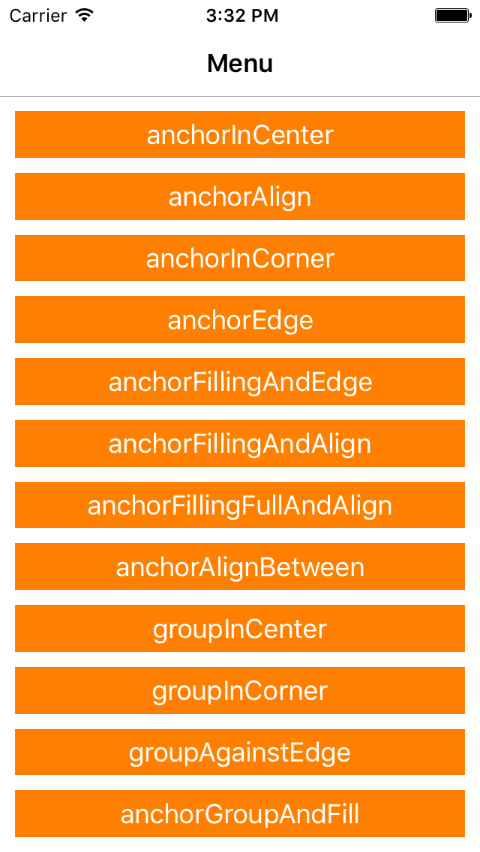 Carrier 3:32 PM
Menu
anchorInCenter
anchorAlign
anchorInCorner
anchorEdge
anchorFillingAndEdge
anchorFillingAndAlign
anchorFillingFullAndAlign
anchorAlignBetween
groupInCenter
groupInCorner
groupAgainstEdge
anchorGroupAndFill